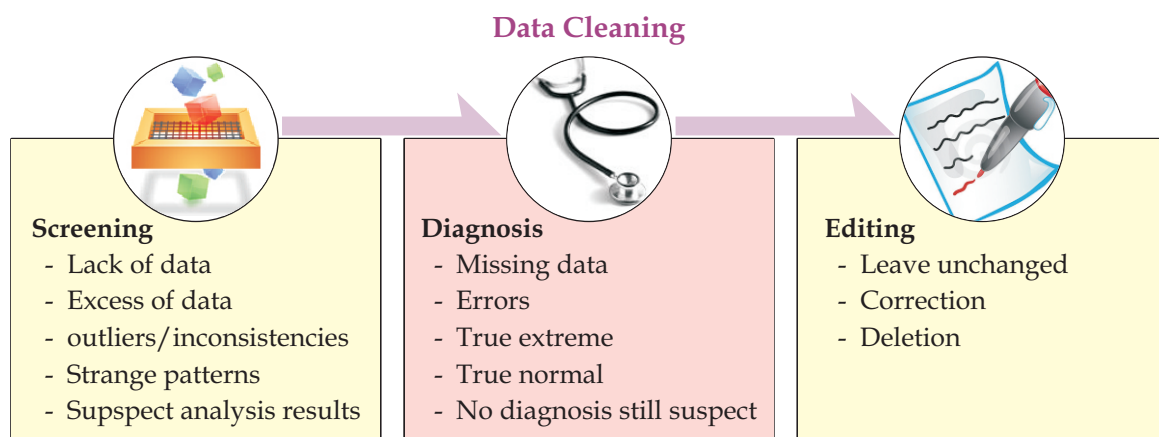 Data Cleaning
Screening
- Lack of data
- Excess of data
- outliers/inconsistencies
- Strange patterns
- Supspect analysis results
Diagnosis
- Missing data
- Errors
- True extreme
- True normal
- No diagnosis still suspect
Editing
- Leave unchanged
- Correction
- Deletion